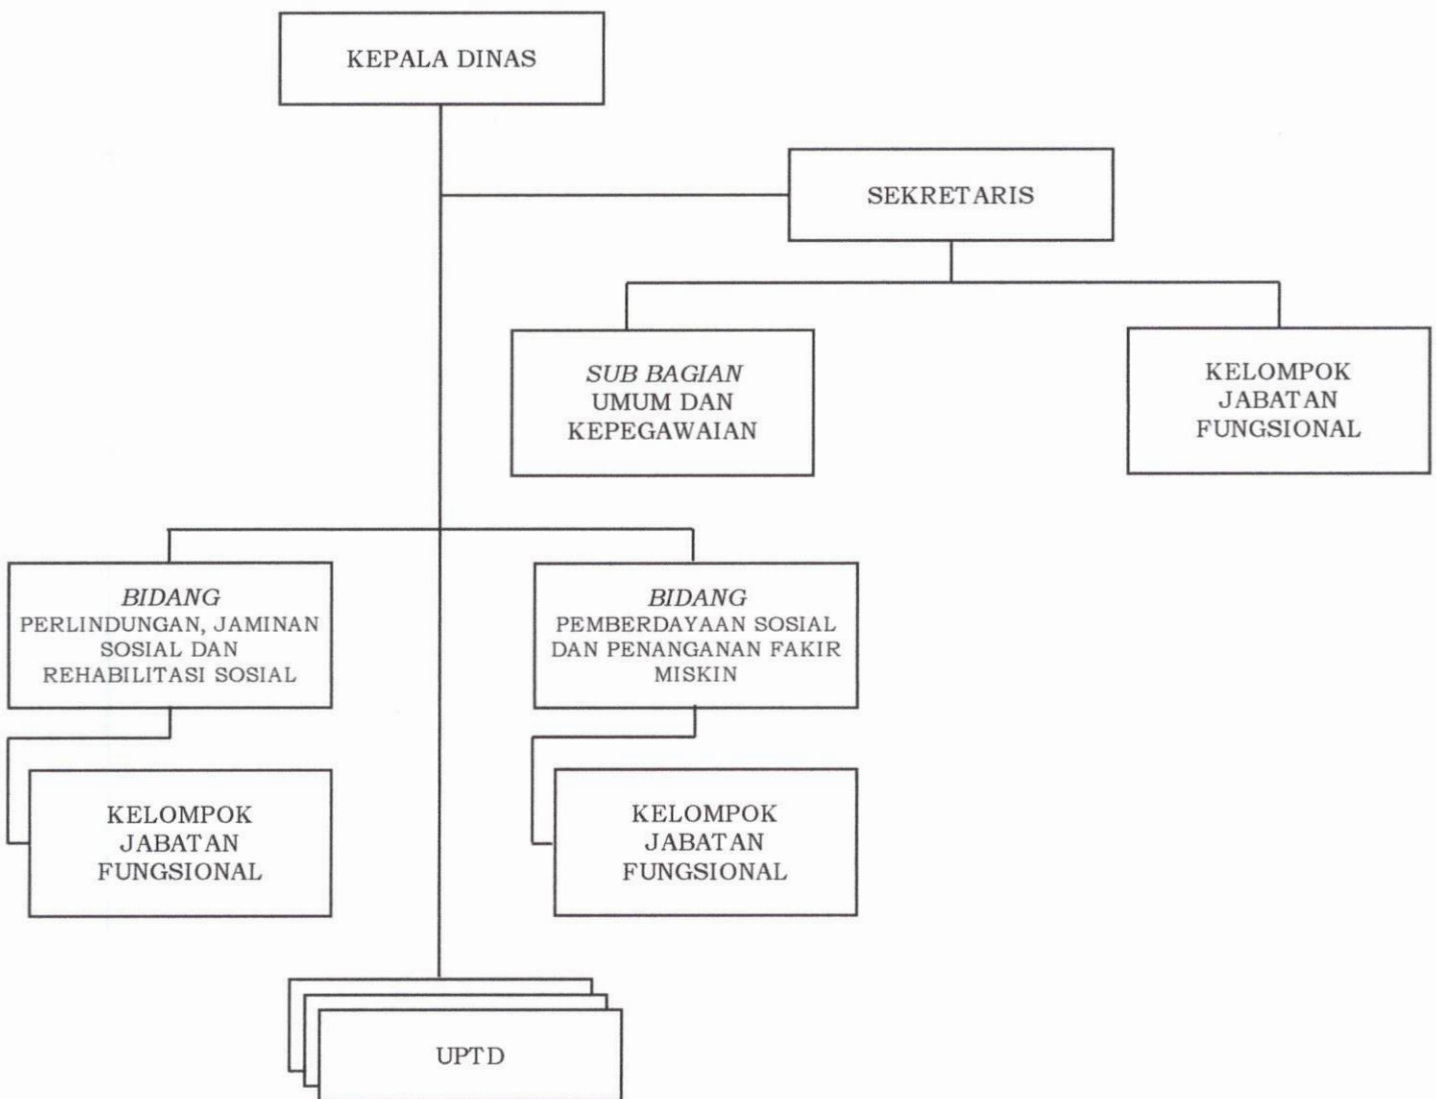 KEPALA DINAS
SEKRETARIS
SUB BAGIAN
UMUM DAN
KEPEGAWAIAN
KELOMPOK
JABATAN
FUNGSIONAL
BIDANG
PERLINDUNGAN, JAMINAN
SOSIAL DAN
REHABILITASI SOSIAL
BIDANG
PEMBERDAYAAN SOSIAL
DAN PENANGANAN FAKIR
MISKIN
KELOMPOK
JABATAN
FUNGSIONAL
KELOMPOK
JABATAN
FUNGSIONAL
UPTD